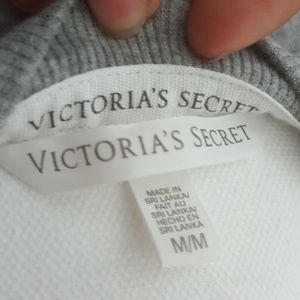 VICTORIA'S SECRET
VICTORIA'S SECRET
MADE IN
SRI LANKA/
FAIT AU
SRI LANKA/
HECHO EN
SRI LANKA
M/M